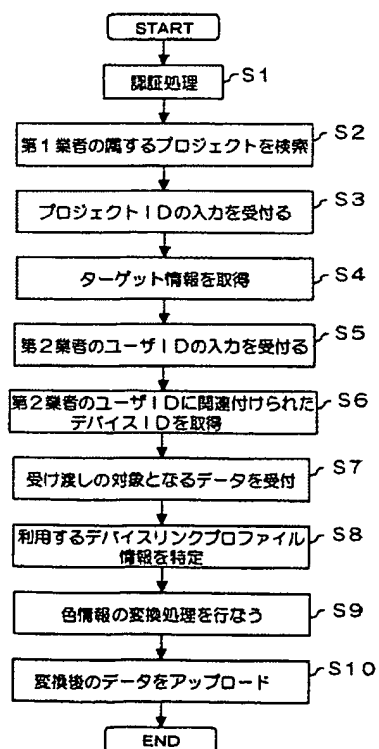 START
認証処理 S1
第1業者の属するプロジェクトを検索 S2
プロジェクトIDの入力を受付る S3
ターゲット情報を取得 S4
第2業者のユーザIDの入力を受付る S5
第2業者のユーザIDに関連付けられた S6
デバイスIDを取得
受け渡しの対象となるデータを受付 S7
利用するデバイスリンクプロファイル S8
情報を特定
色情報の変換処理を行なう S9
変換後のデータをアップロード S10
END